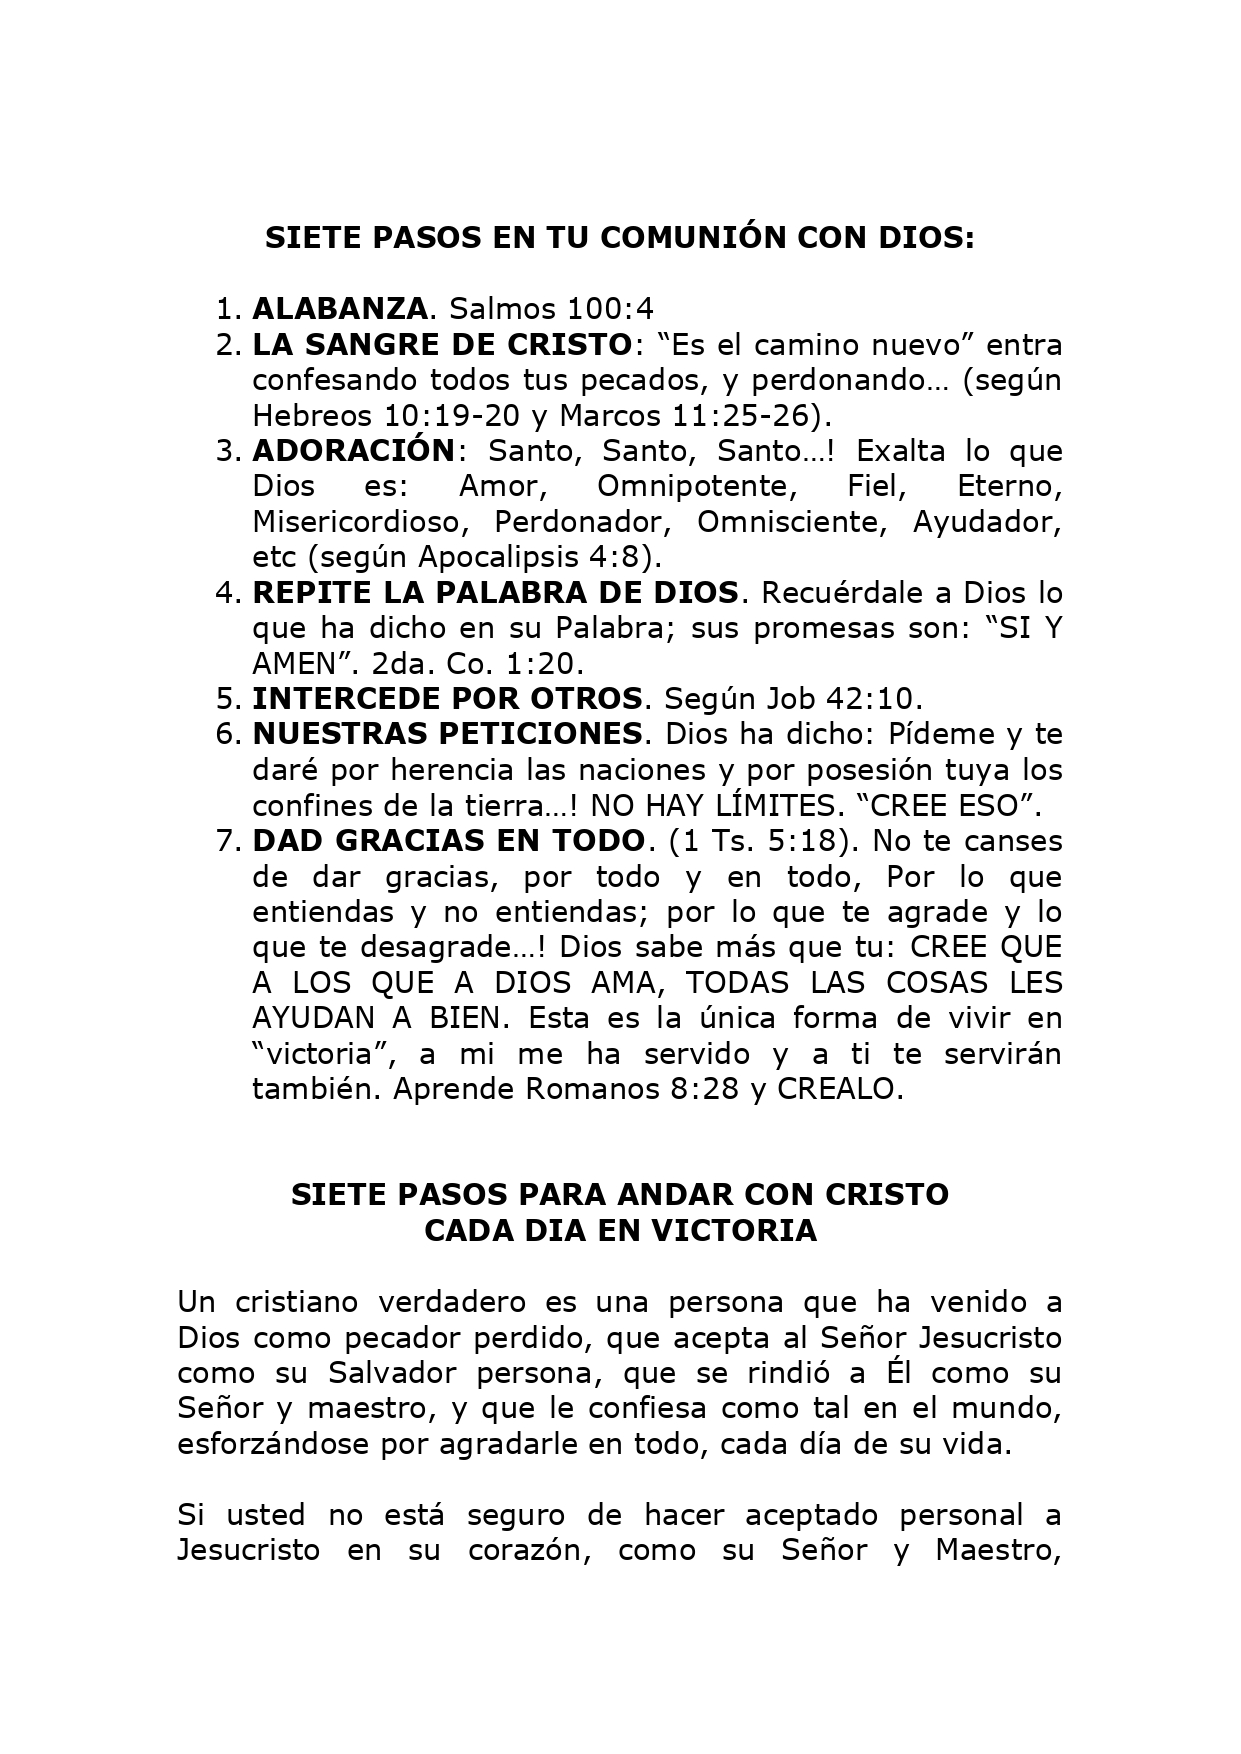 SIETE PASOS EN TU COMUNIÓN CON DIOS:
1. ALABANZA. Salmos 100:4
2. LA SANGRE DE CRISTO: “Es el camino nuevo” entra
confesando todos tus pecados, y perdonando… (según
Hebreos 10:19-20 y Marcos 11:25-26).
3. ADORACIÓN: Santo, Santo, Santo…! Exalta lo que
Dios es: Amor, Omnipotente, Fiel, Eterno,
Misericordioso, Perdonador, Omnisciente, Ayudador,
etc (según Apocalipsis 4:8).
4. REPITE LA PALABRA DE DIOS. Recuérdale a Dios lo
que ha dicho en su Palabra; sus promesas son: “SI Y
AMEN”. 2da. Co. 1:20.
5. INTERCEDE POR OTROS. Según Job 42:10.
6. NUESTRAS PETICIONES. Dios ha dicho: Pídeme y te
daré por herencia las naciones y por posesión tuya los
confines de la tierra…! NO HAY LÍMITES. “CREE ESO”.
7. DAD GRACIAS EN TODO. (1 Ts. 5:18). No te canses
de dar gracias, por todo y en todo, Por lo que
entiendas y no entiendas; por lo que te agrade y lo
que te desagrade…! Dios sabe más que tu: CREE QUE
A LOS QUE A DIOS AMA, TODAS LAS COSAS LES
AYUDAN A BIEN. Esta es la única forma de vivir en
“victoria”, a mi me ha servido y a ti te servirán
también. Aprende Romanos 8:28 y CREALO.
SIETE PASOS PARA ANDAR CON CRISTO
CADA DIA EN VICTORIA
Un cristiano verdadero es una persona que ha venido a
Dios como pecador perdido, que acepta al Señor Jesucristo
como su Salvador persona, que se rindió a Él como su
Señor y maestro, y que le confiesa como tal en el mundo,
esforzándose por agradarle en todo, cada día de su vida.
Si usted no está seguro de hacer aceptado personal a
Jesucristo en su corazón, como su Señor y Maestro,